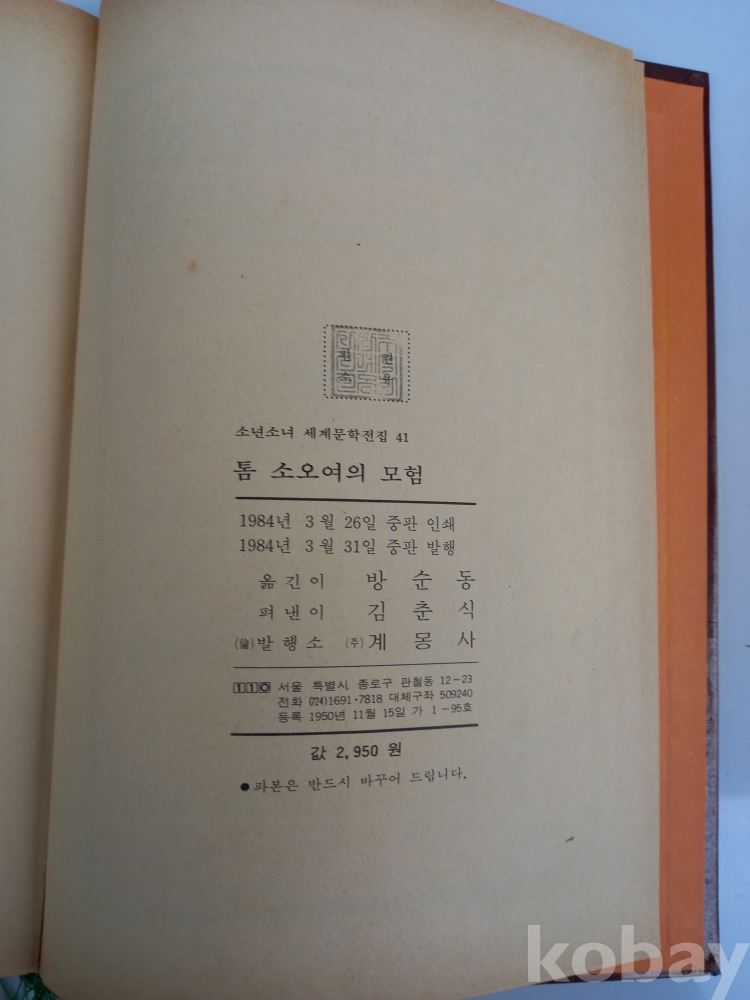 소년소녀 세계문학전집 41
톰 소오여의 모험
1984년 3월 26일 중판 인쇄
1984년 3월 31일 중판 발행
옮긴이 방순동
펴낸이 김춘식
(倫)발행소 (주)계몽사
110 서울 특별시 종로구 관철동 12-23
전화 (724)1691·7818 대체구좌 509240
등록 1950년 11월 15일 가 1-95호
값 2,950 원
● 파본은 반드시 바꾸어 드립니다.
kobay